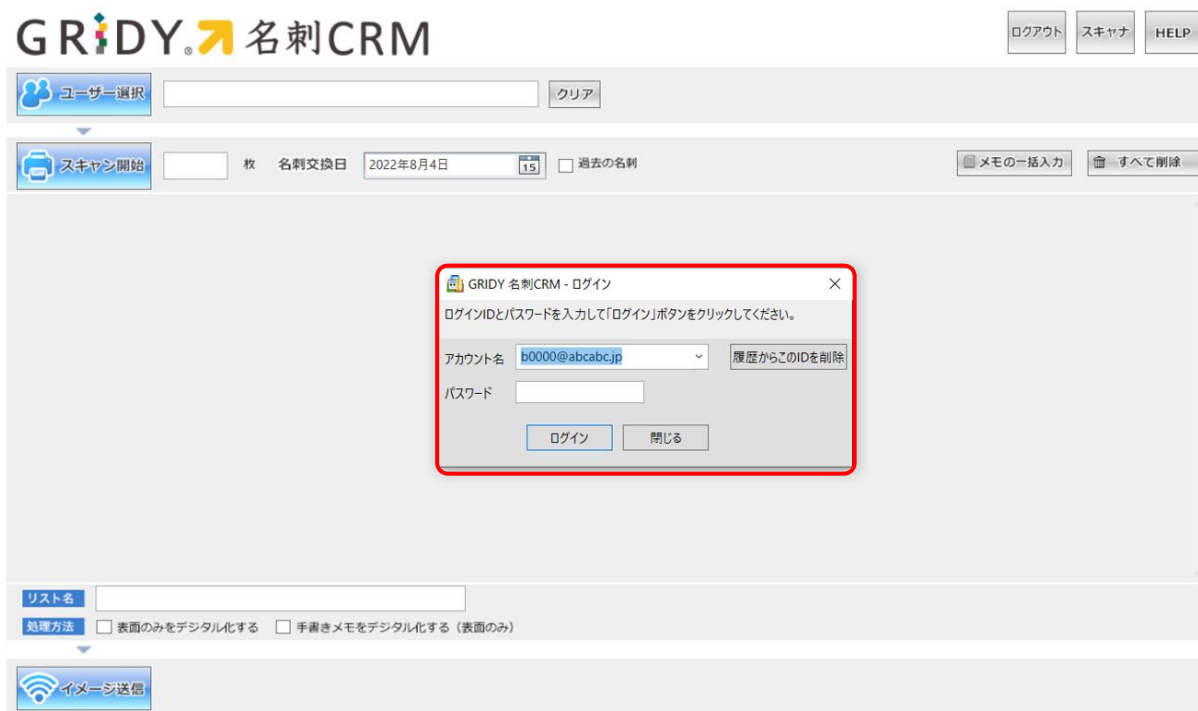 GRiDY® 名刺CRM
ログアウト スキャナ HELP
ユーザー選択 クリア
スキャン開始 枚 名刺交換日 2022年8月4日 15 過去の名刺 メモの一括入力 すべて削除
GRIDY 名刺CRM - ログイン
ログインIDとパスワードを入力して「ログイン」ボタンをクリックしてください。
アカウント名 b0000@abcabc.jp 履歴からこのIDを削除
パスワード
ログイン 閉じる
リスト名
処理方法 表面のみをデジタル化する 手書きメモをデジタル化する（表面のみ）
イメージ送信